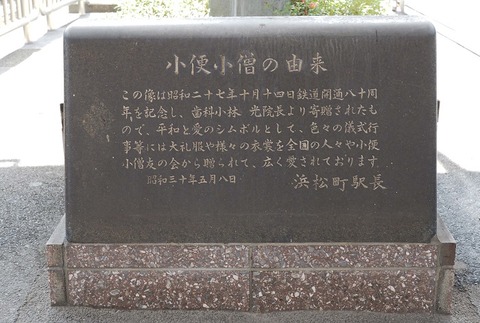 小便小僧の由来
この像は昭和二十七年十月十四日鉄道開通八十周
年を記念し、歯科小林 光院長より寄贈されたも
ので、平和と愛のシムボルとして、色々の儀式行
事等には大礼服や様々の衣裳を全国の人々や小便
小僧友の会から贈られて、広く愛されております
昭和三十年五月八日 浜松町駅長